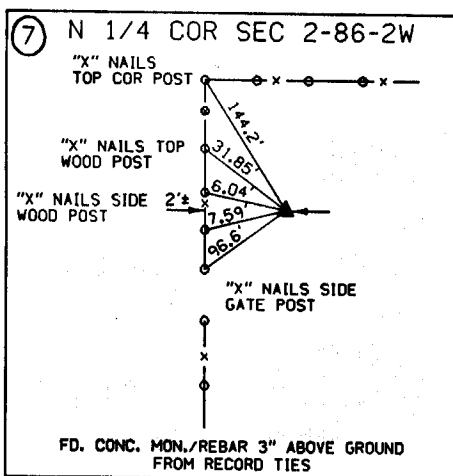 7 N 1/4 COR SEC 2-86-2W
"X" NAILS
TOP COR POST
144.2'
"X" NAILS TOP
WOOD POST
31.85'
6.04'
"X" NAILS SIDE
WOOD POST
2'±
7.59'
96.6'
"X" NAILS SIDE
GATE POST
FD. CONC. MON./REBAR 3" ABOVE GROUND
FROM RECORD TIES